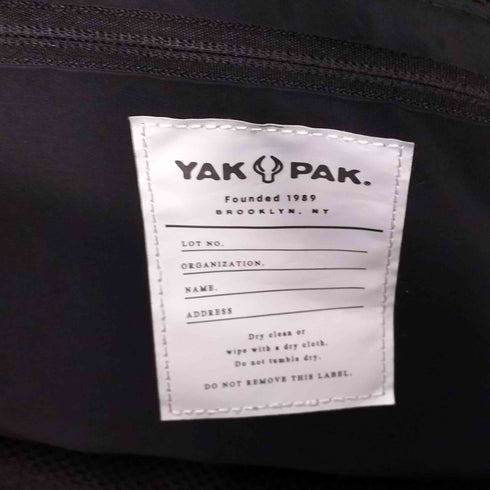 YAK PAK.
Founded 1989
BROOKLYN, NY
LOT NO.
ORGANIZATION.
NAME.
ADDRESS
Dry clean or
wipe with a dry cloth.
Do not tumble dry.
DO NOT REMOVE THIS LABEL.